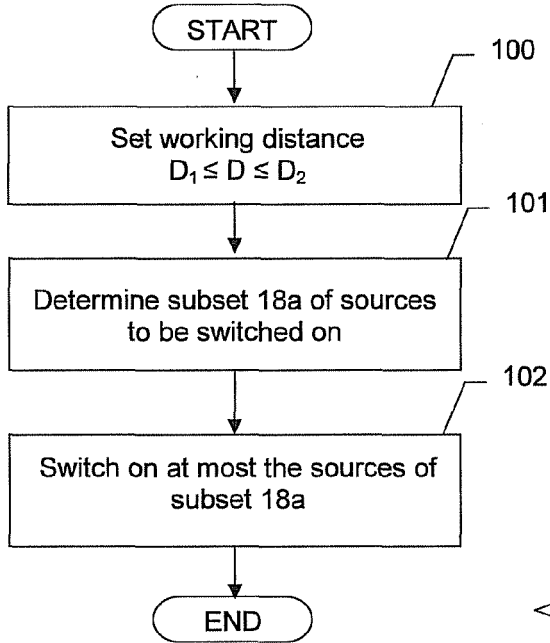 START
100
Set working distance
D₁ ≤ D ≤ D₂
101
Determine subset 18a of sources
to be switched on
102
Switch on at most the sources of
subset 18a
END
<